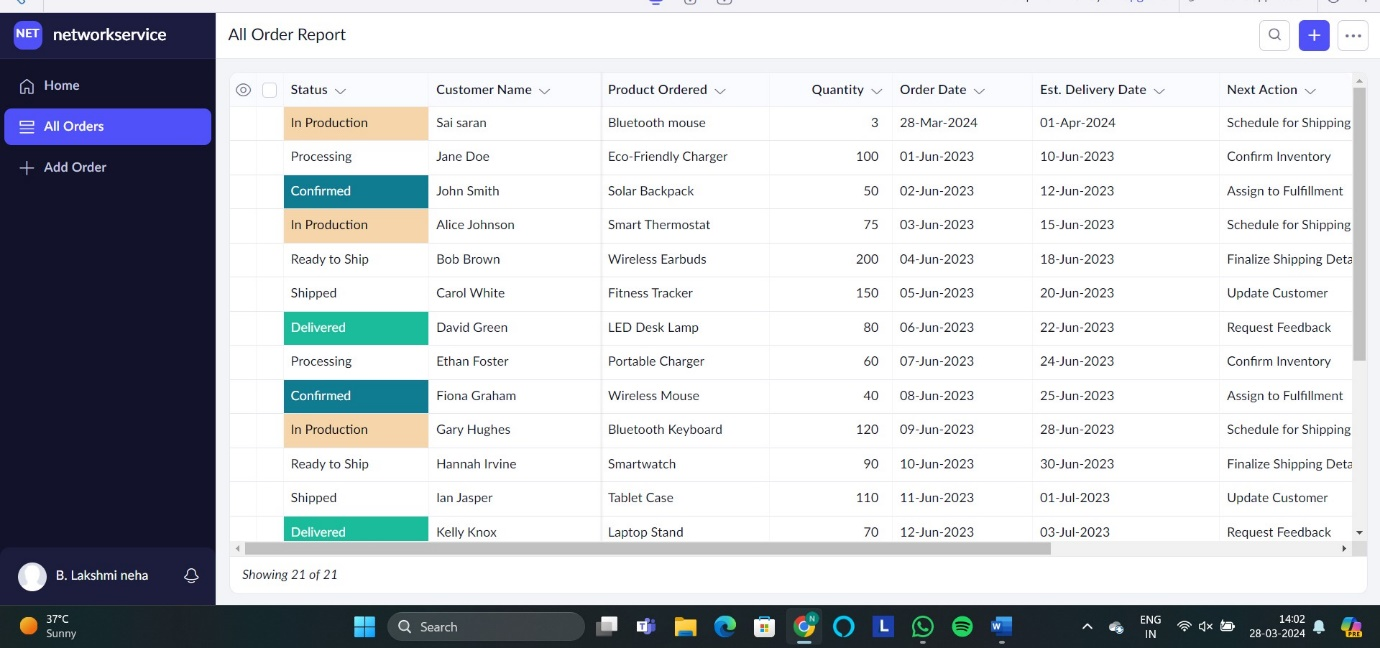 NET networkservice
All Order Report
Home
All Orders
Add Order
Status Customer Name Product Ordered Quantity Order Date Est. Delivery Date Next Action
In Production Sai saran Bluetooth mouse 3 28-Mar-2024 01-Apr-2024 Schedule for Shipping
Processing Jane Doe Eco-Friendly Charger 100 01-Jun-2023 10-Jun-2023 Confirm Inventory
Confirmed John Smith Solar Backpack 50 02-Jun-2023 12-Jun-2023 Assign to Fulfillment
In Production Alice Johnson Smart Thermostat 75 03-Jun-2023 15-Jun-2023 Schedule for Shipping
Ready to Ship Bob Brown Wireless Earbuds 200 04-Jun-2023 18-Jun-2023 Finalize Shipping Deta
Shipped Carol White Fitness Tracker 150 05-Jun-2023 20-Jun-2023 Update Customer
Delivered David Green LED Desk Lamp 80 06-Jun-2023 22-Jun-2023 Request Feedback
Processing Ethan Foster Portable Charger 60 07-Jun-2023 24-Jun-2023 Confirm Inventory
Confirmed Fiona Graham Wireless Mouse 40 08-Jun-2023 25-Jun-2023 Assign to Fulfillment
In Production Gary Hughes Bluetooth Keyboard 120 09-Jun-2023 28-Jun-2023 Schedule for Shipping
Ready to Ship Hannah Irvine Smartwatch 90 10-Jun-2023 30-Jun-2023 Finalize Shipping Deta
Shipped Ian Jasper Tablet Case 110 11-Jun-2023 01-Jul-2023 Update Customer
Delivered Kelly Knox Laptop Stand 70 12-Jun-2023 03-Jul-2023 Request Feedback
Showing 21 of 21
B. Lakshmi neha
37°C
Sunny
Search
L
N
W
ENG
IN
14:02
28-03-2024
PRE